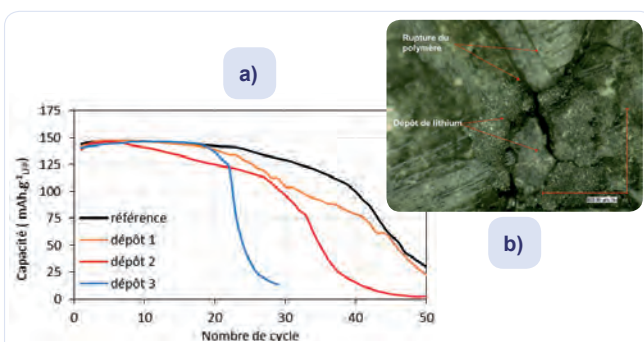 a)
Capacité ( mAh.g⁻¹LFP)
175
150
125
100
75
50
25
0
référence
dépôt 1
dépôt 2
dépôt 3
0
10
20
30
40
50
Nombre de cycle
Rupture du
polymère
Dépôt de lithium
b)